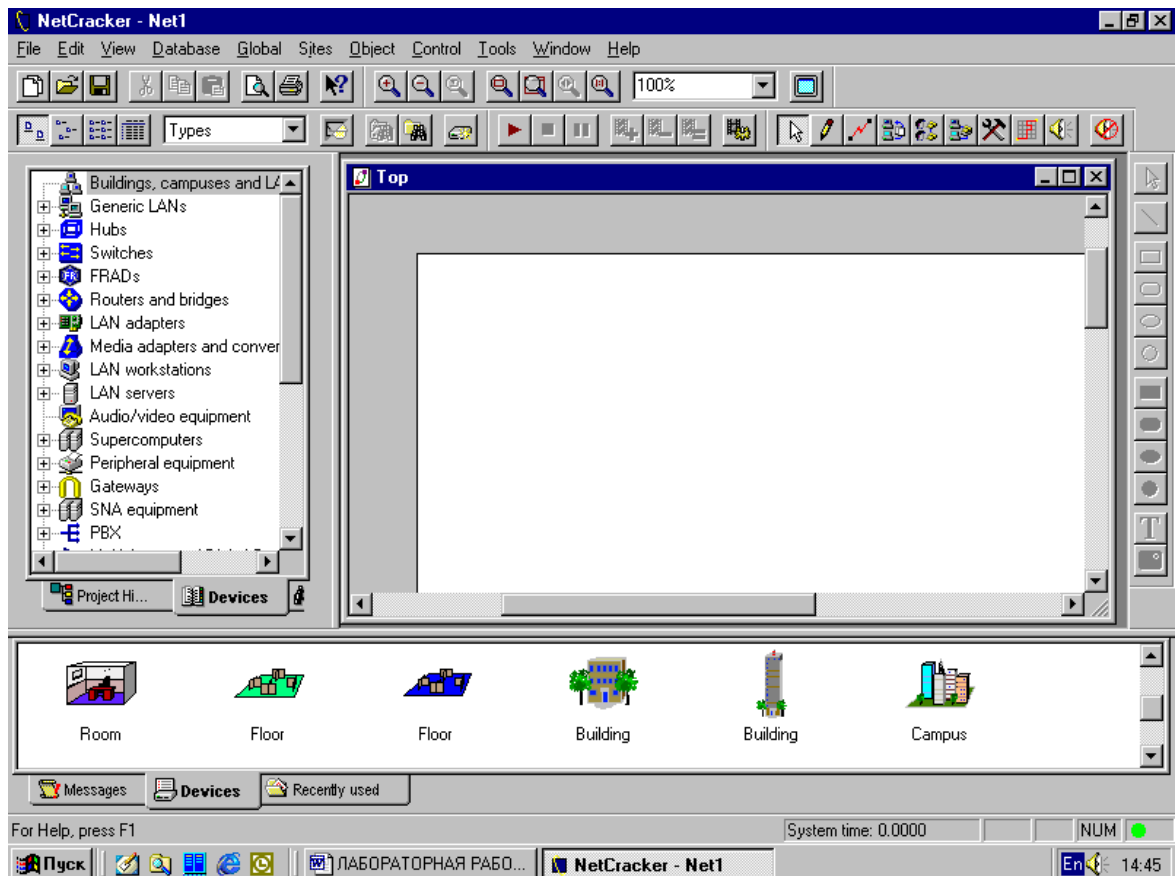 NetCracker - Net1
File Edit View Database Global Sites Object Control Tools Window Help
100%
Types
Buildings, campuses and LA
Generic LANs
Hubs
Switches
FRADs
Routers and bridges
LAN adapters
Media adapters and conver
LAN workstations
LAN servers
Audio/video equipment
Supercomputers
Peripheral equipment
Gateways
SNA equipment
PBX
Project Hi...
Devices
Top
T
Room
Floor
Floor
Building
Building
Campus
Messages
Devices
Recently used
For Help, press F1
System time: 0.0000
NUM
Пуск
ЛАБОРАТОРНАЯ РАБО...
NetCracker - Net1
En
14:45